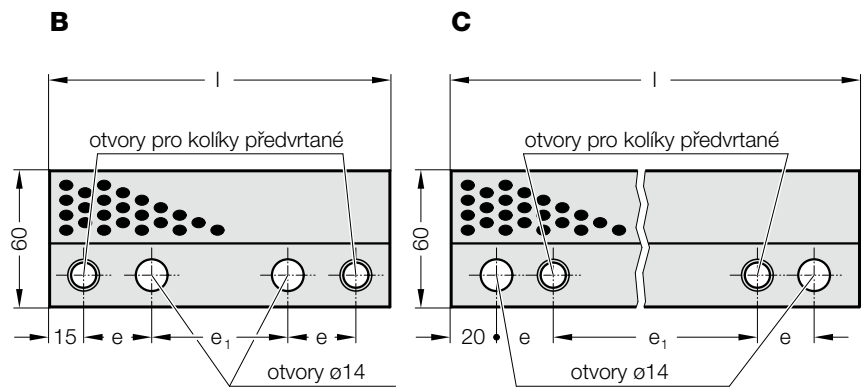 B
C
l
l
otvory pro kolíky předvrtané
otvory pro kolíky předvrtané
60
60
15
e
e₁
e
20
e
e₁
e
otvory ø14
otvory ø14